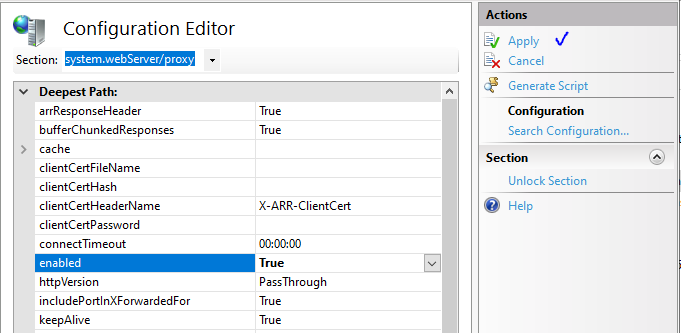 Configuration Editor
Section: system.webServer/proxy
Deepest Path:
arrResponseHeader True
bufferChunkedResponses True
cache
clientCertFileName
clientCertHash
clientCertHeaderName X-ARR-ClientCert
clientCertPassword
connectTimeout 00:00:00
enabled True
httpVersion PassThrough
includePortInXForwardedFor True
keepAlive True
Actions
Apply
Cancel
Generate Script
Configuration
Search Configuration...
Section
Unlock Section
Help